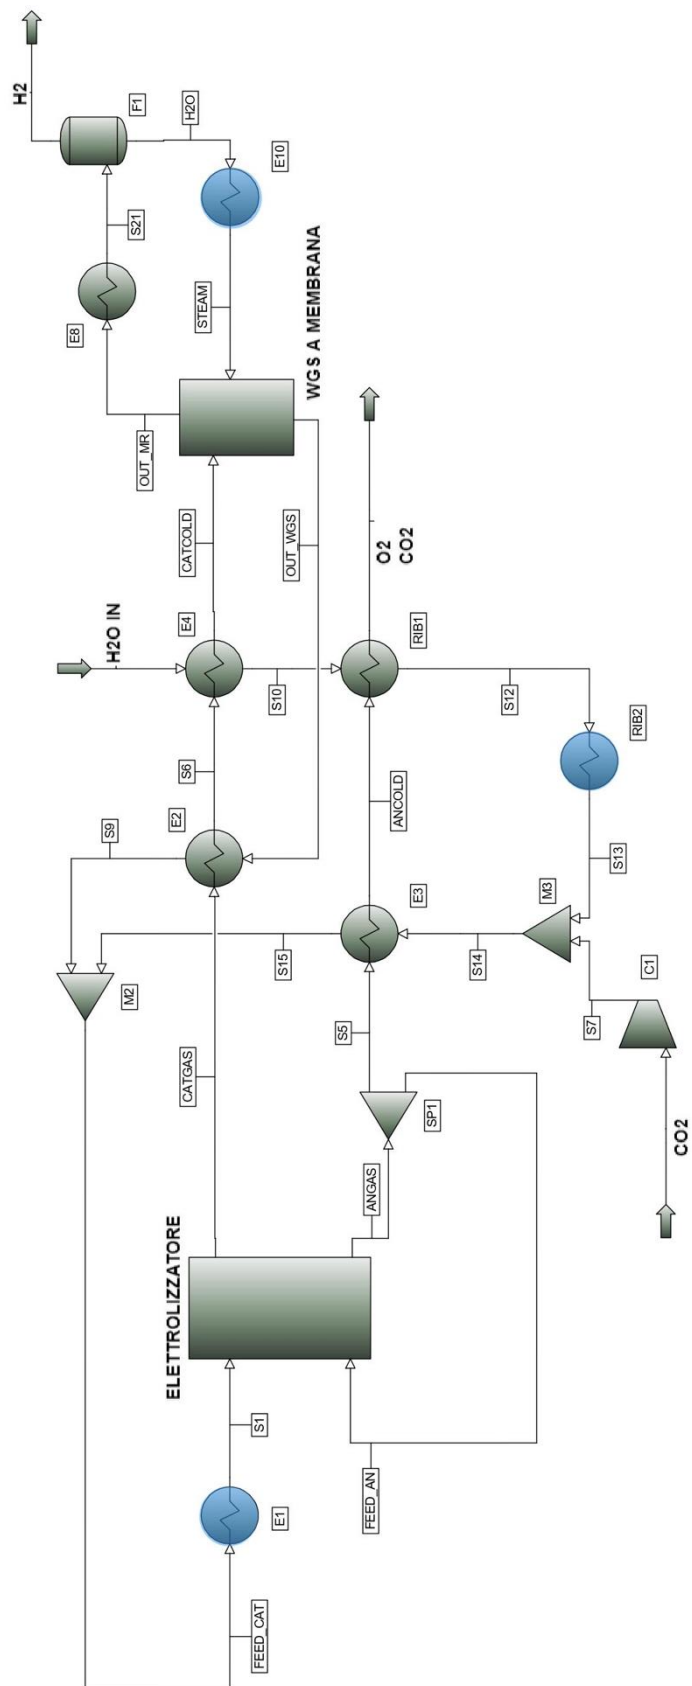 H2
F1
H2O
E10
S21
E8
STEAM
WGS A MEMBRANA
OUT_MR
CATCOLD
OUT_WGS
O2
CO2
H2O IN
E4
RIB1
S10
S12
S6
RIB2
S9
E2
ANCOLD
S13
M3
E3
S15
S14
M2
C1
S7
S5
CATGAS
SP1
CO2
ANGAS
ELETTROLIZZATORE
S1
FEED_AN
E1
FEED_CAT